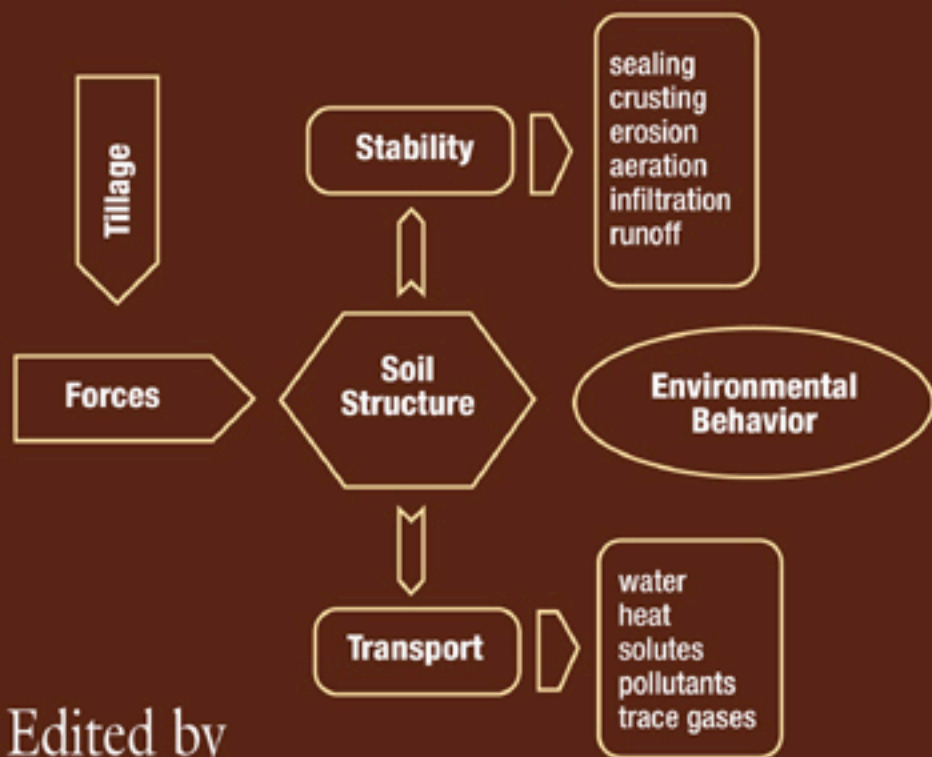 Tillage
Stability
sealing
crusting
erosion
aeration
infiltration
runoff
Forces
Soil
Structure
Environmental
Behavior
Transport
water
heat
solutes
pollutants
trace gases
Edited by